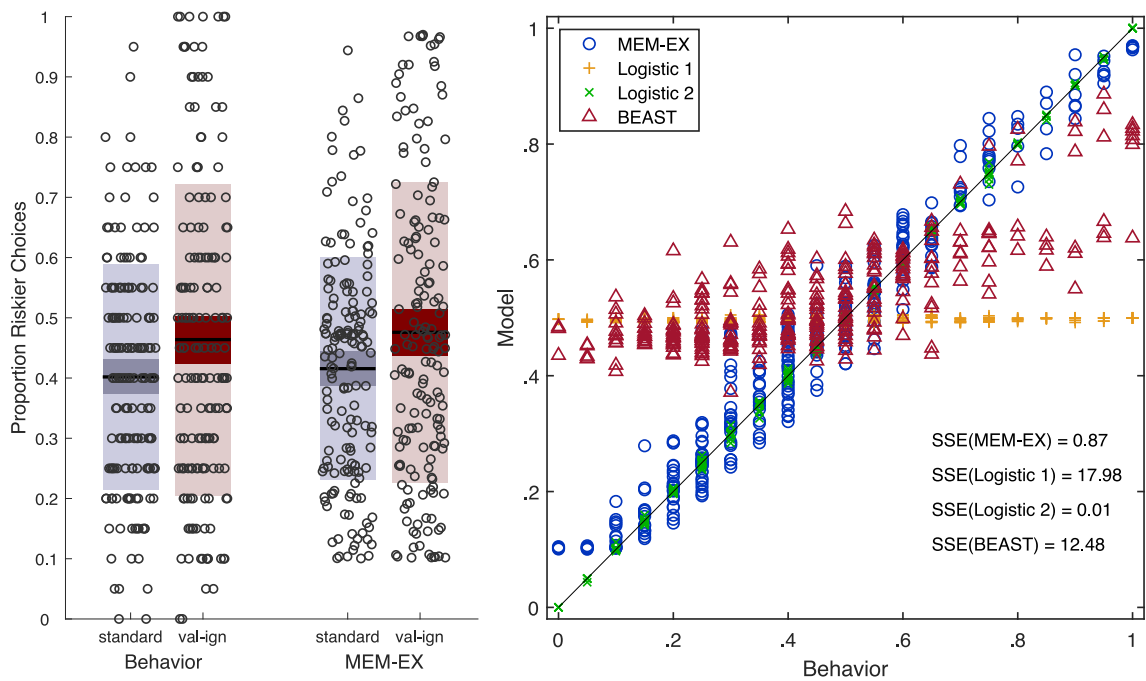 Proportion Riskier Choices
1
0.9
0.8
0.7
0.6
0.5
0.4
0.3
0.2
0.1
0
standard
val-ign
standard
val-ign
Behavior
MEM-EX
Model
1
.8
.6
.4
.2
0
MEM-EX
Logistic 1
Logistic 2
BEAST
SSE(MEM-EX) = 0.87
SSE(Logistic 1) = 17.98
SSE(Logistic 2) = 0.01
SSE(BEAST) = 12.48
0
.2
.4
.6
.8
1
Behavior